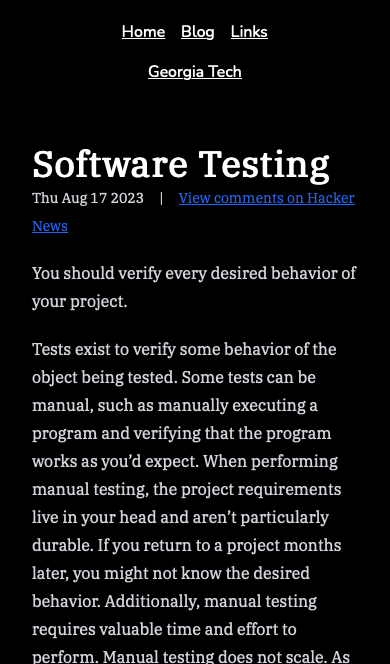 Home Blog Links
Georgia Tech
Software Testing
Thu Aug 17 2023 | View comments on Hacker
News
You should verify every desired behavior of
your project.
Tests exist to verify some behavior of the
object being tested. Some tests can be
manual, such as manually executing a
program and verifying that the program
works as you’d expect. When performing
manual testing, the project requirements
live in your head and aren’t particularly
durable. If you return to a project months
later, you might not know the desired
behavior. Additionally, manual testing
requires valuable time and effort to
perform. Manual testing does not scale. As